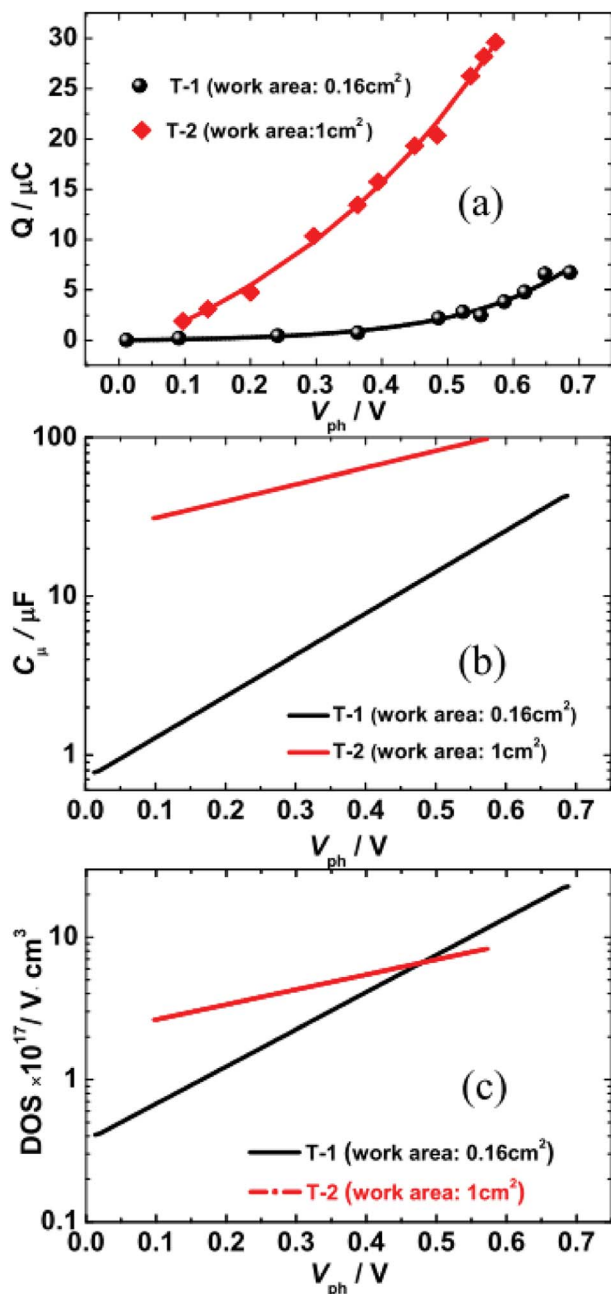 30
25
20
15
10
5
0
Q / μC
T-1 (work area: 0.16cm²)
T-2 (work area:1cm²)
(a)
0.0 0.1 0.2 0.3 0.4 0.5 0.6 0.7
Vph / V
100
10
1
Cμ / μF
(b)
T-1 (work area: 0.16cm²)
T-2 (work area: 1cm²)
0.0 0.1 0.2 0.3 0.4 0.5 0.6 0.7
Vph / V
10
1
0.1
DOS ×10¹⁷/ V· cm³
(c)
T-1 (work area: 0.16cm²)
T-2 (work area: 1cm²)
0.0 0.1 0.2 0.3 0.4 0.5 0.6 0.7
Vph / V